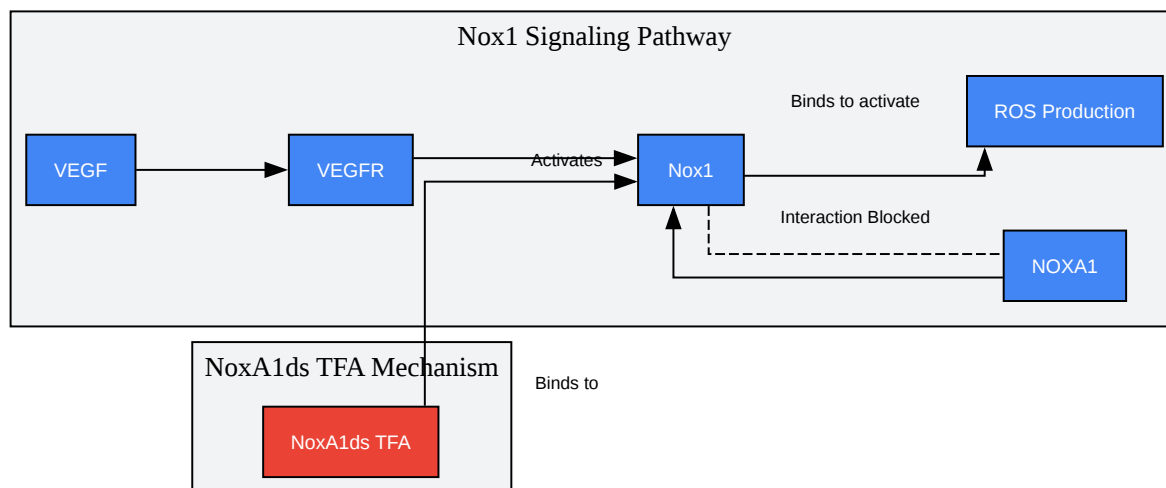 Nox1 Signaling Pathway
Binds to activate
ROS Production
VEGF
VEGFR
Activates
Nox1
Interaction Blocked
NOXA1
NoxA1ds TFA Mechanism
Binds to
NoxA1ds TFA